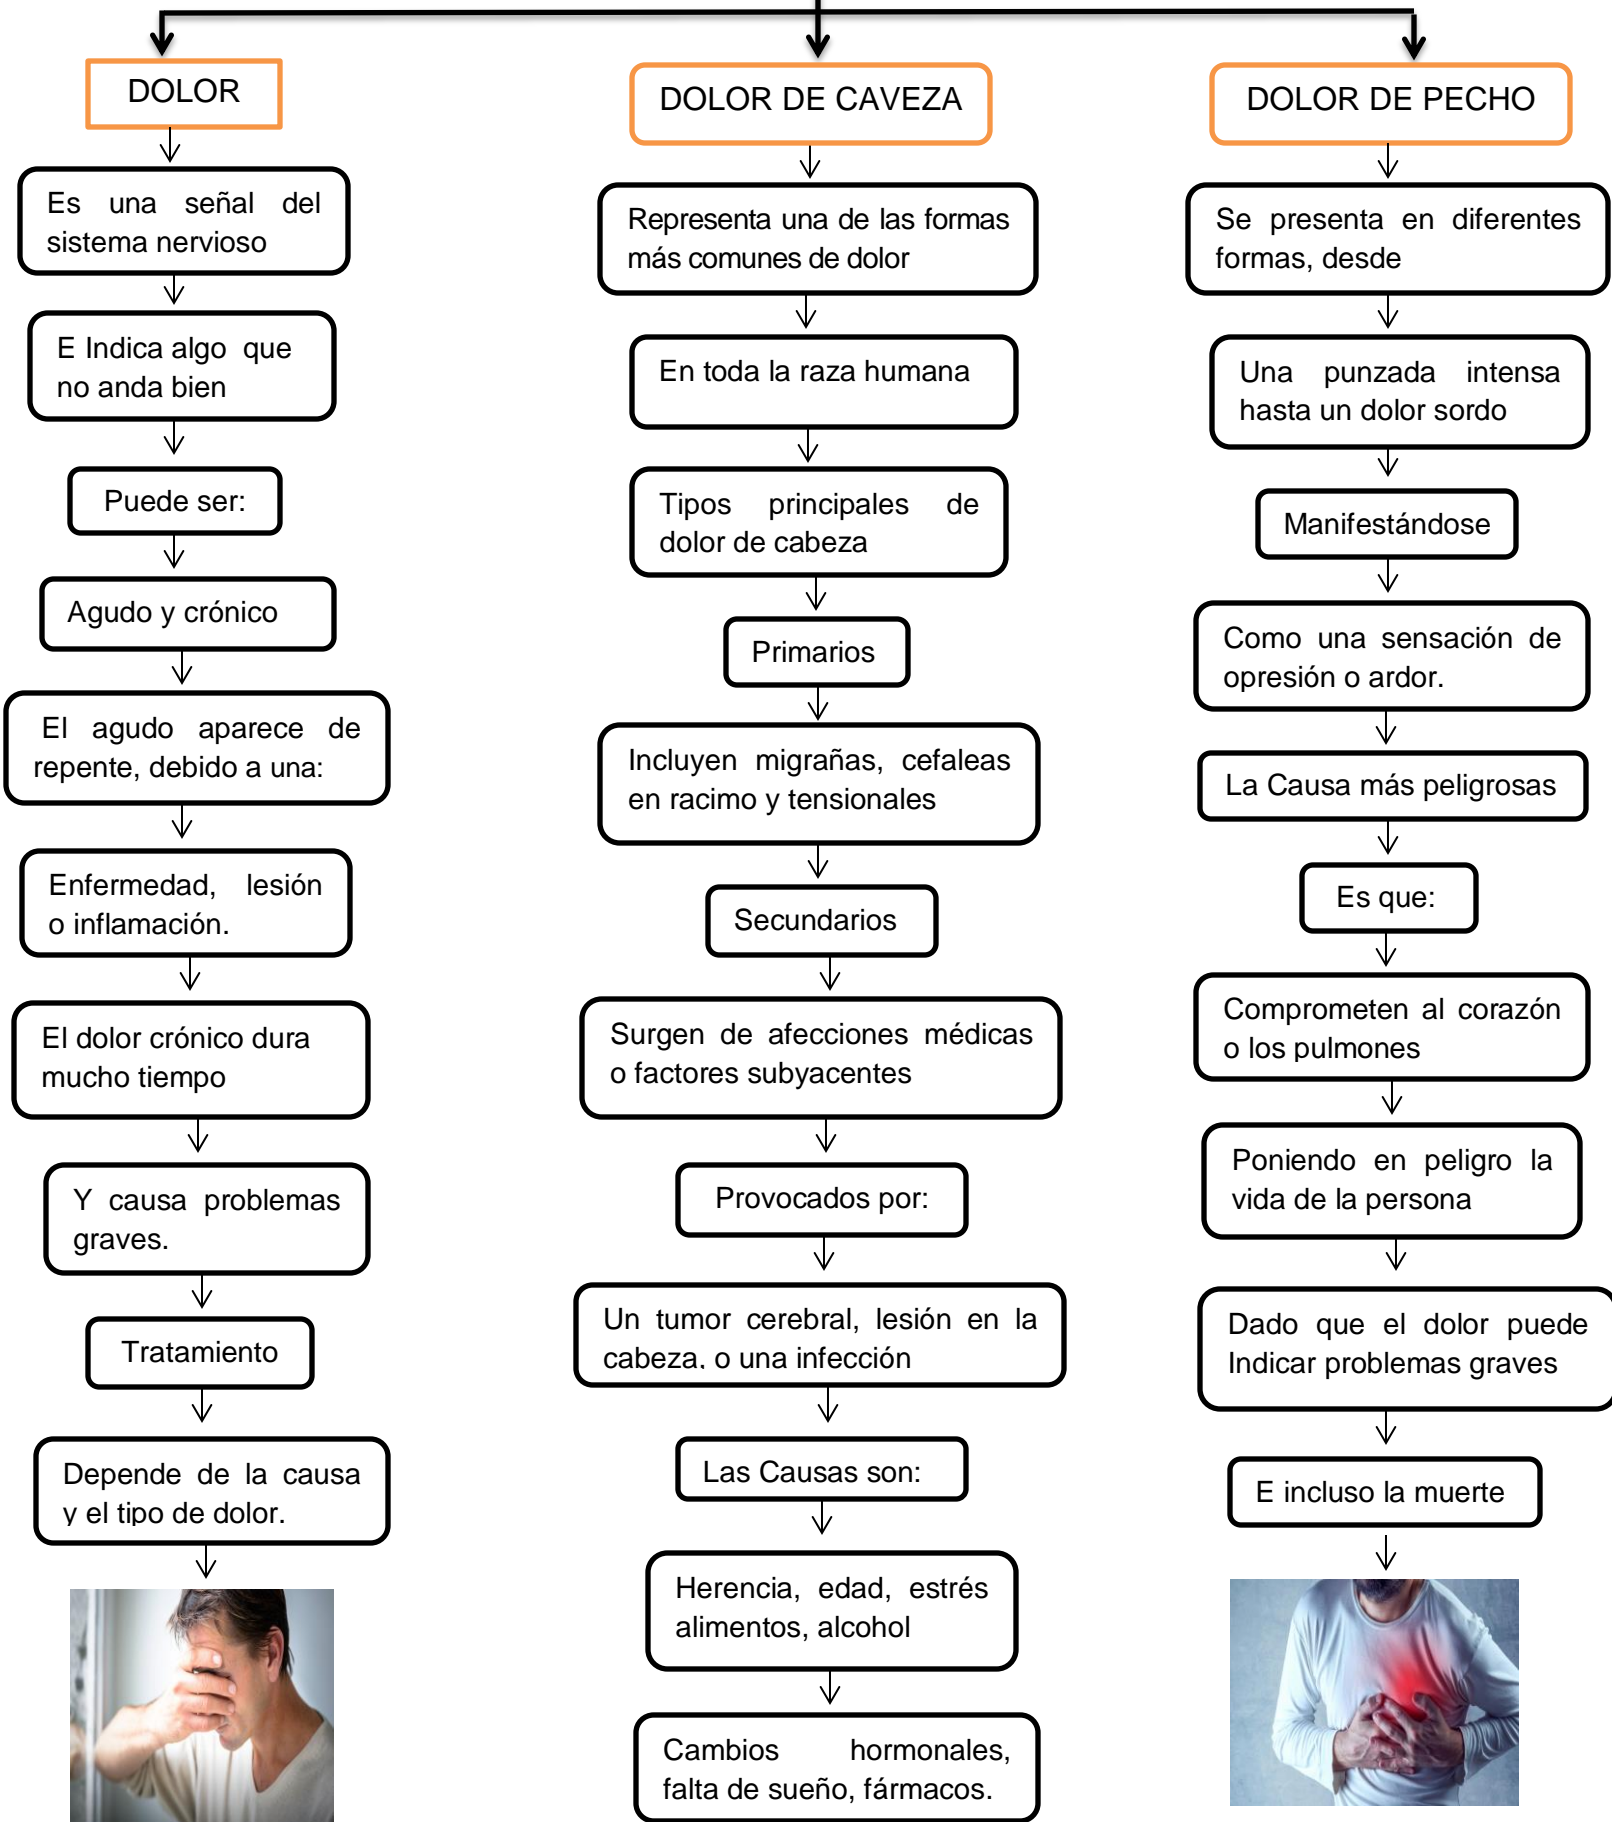 DOLOR
Es una señal del
sistema nervioso
E Indica algo que
no anda bien
Puede ser:
Agudo y crónico
El agudo aparece de
repente, debido a una:
Enfermedad, lesión
o inflamación.
El dolor crónico dura
mucho tiempo
Y causa problemas
graves.
Tratamiento
Depende de la causa
y el tipo de dolor.
DOLOR DE CAVEZA
Representa una de las formas
más comunes de dolor
En toda la raza humana
Tipos principales de
dolor de cabeza
Primarios
Incluyen migrañas, cefaleas
en racimo y tensionales
Secundarios
Surgen de afecciones médicas
o factores subyacentes
Provocados por:
Un tumor cerebral, lesión en la
cabeza, o una infección
Las Causas son:
Herencia, edad, estrés
alimentos, alcohol
Cambios hormonales,
falta de sueño, fármacos.
DOLOR DE PECHO
Se presenta en diferentes
formas, desde
Una punzada intensa
hasta un dolor sordo
Manifestándose
Como una sensación de
opresión o ardor.
La Causa más peligrosas
Es que:
Comprometen al corazón
o los pulmones
Poniendo en peligro la
vida de la persona
Dado que el dolor puede
Indicar problemas graves
E incluso la muerte